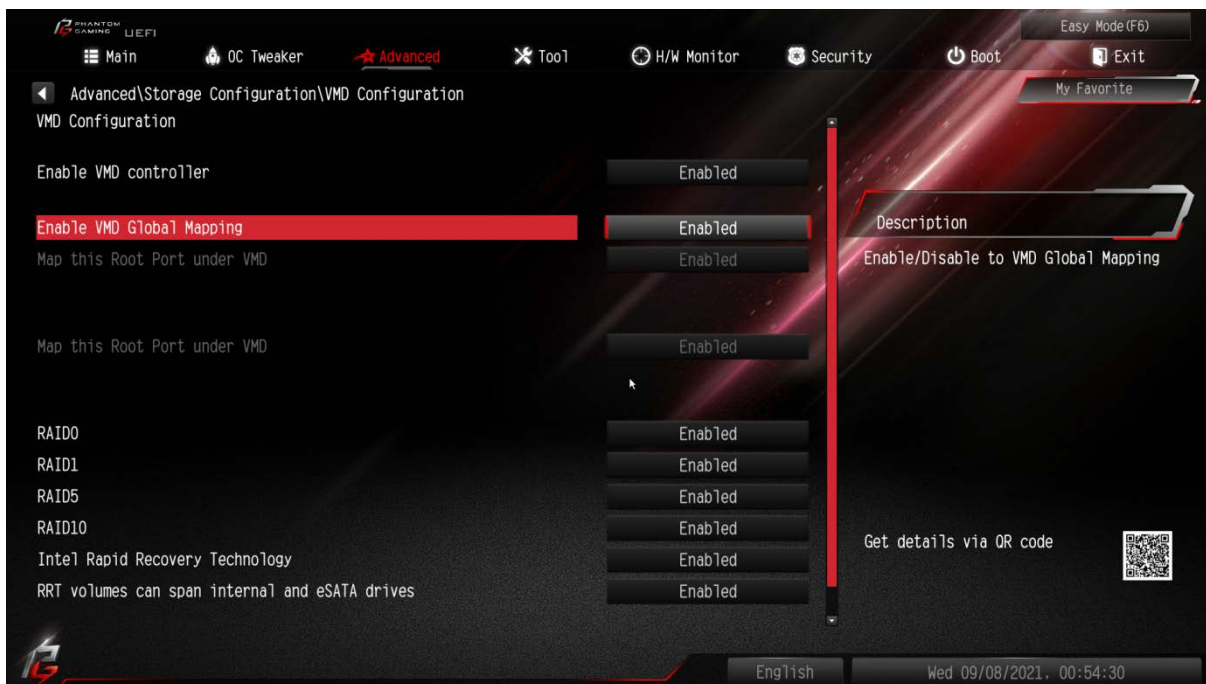 PHANTOM GAMING UEFI
Easy Mode(F6)
Main OC Tweaker Advanced Tool H/W Monitor Security Boot Exit
Advanced\Storage Configuration\VMD Configuration
My Favorite
VMD Configuration
Enable VMD controller Enabled
Enable VMD Global Mapping Enabled
Map this Root Port under VMD Enabled
Map this Root Port under VMD Enabled
RAID0 Enabled
RAID1 Enabled
RAID5 Enabled
RAID10 Enabled
Intel Rapid Recovery Technology Enabled
RRT volumes can span internal and eSATA drives Enabled
Description
Enable/Disable to VMD Global Mapping
Get details via QR code
English
Wed 09/08/2021. 00:54:30